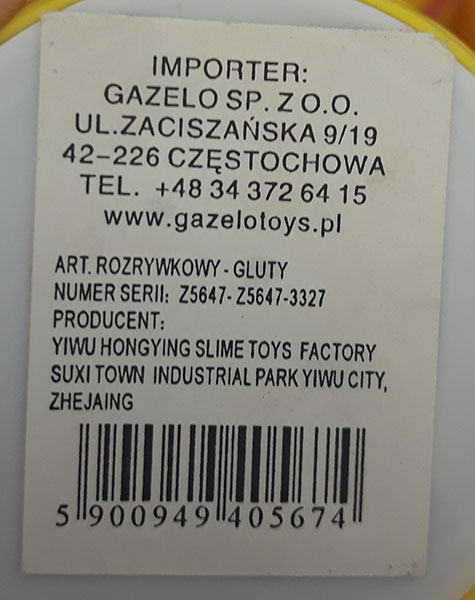 IMPORTER:
GAZELO SP. Z O.O.
UL.ZACISZAŃSKA 9/19
42-226 CZĘSTOCHOWA
TEL. +48 34 372 64 15
www.gazelotoys.pl
ART. ROZRYWKOWY - GLUTY
NUMER SERII: Z5647- Z5647-3327
PRODUCENT:
YIWU HONGYING SLIME TOYS FACTORY
SUXI TOWN INDUSTRIAL PARK YIWU CITY,
ZHEJAING
5 900949 405674